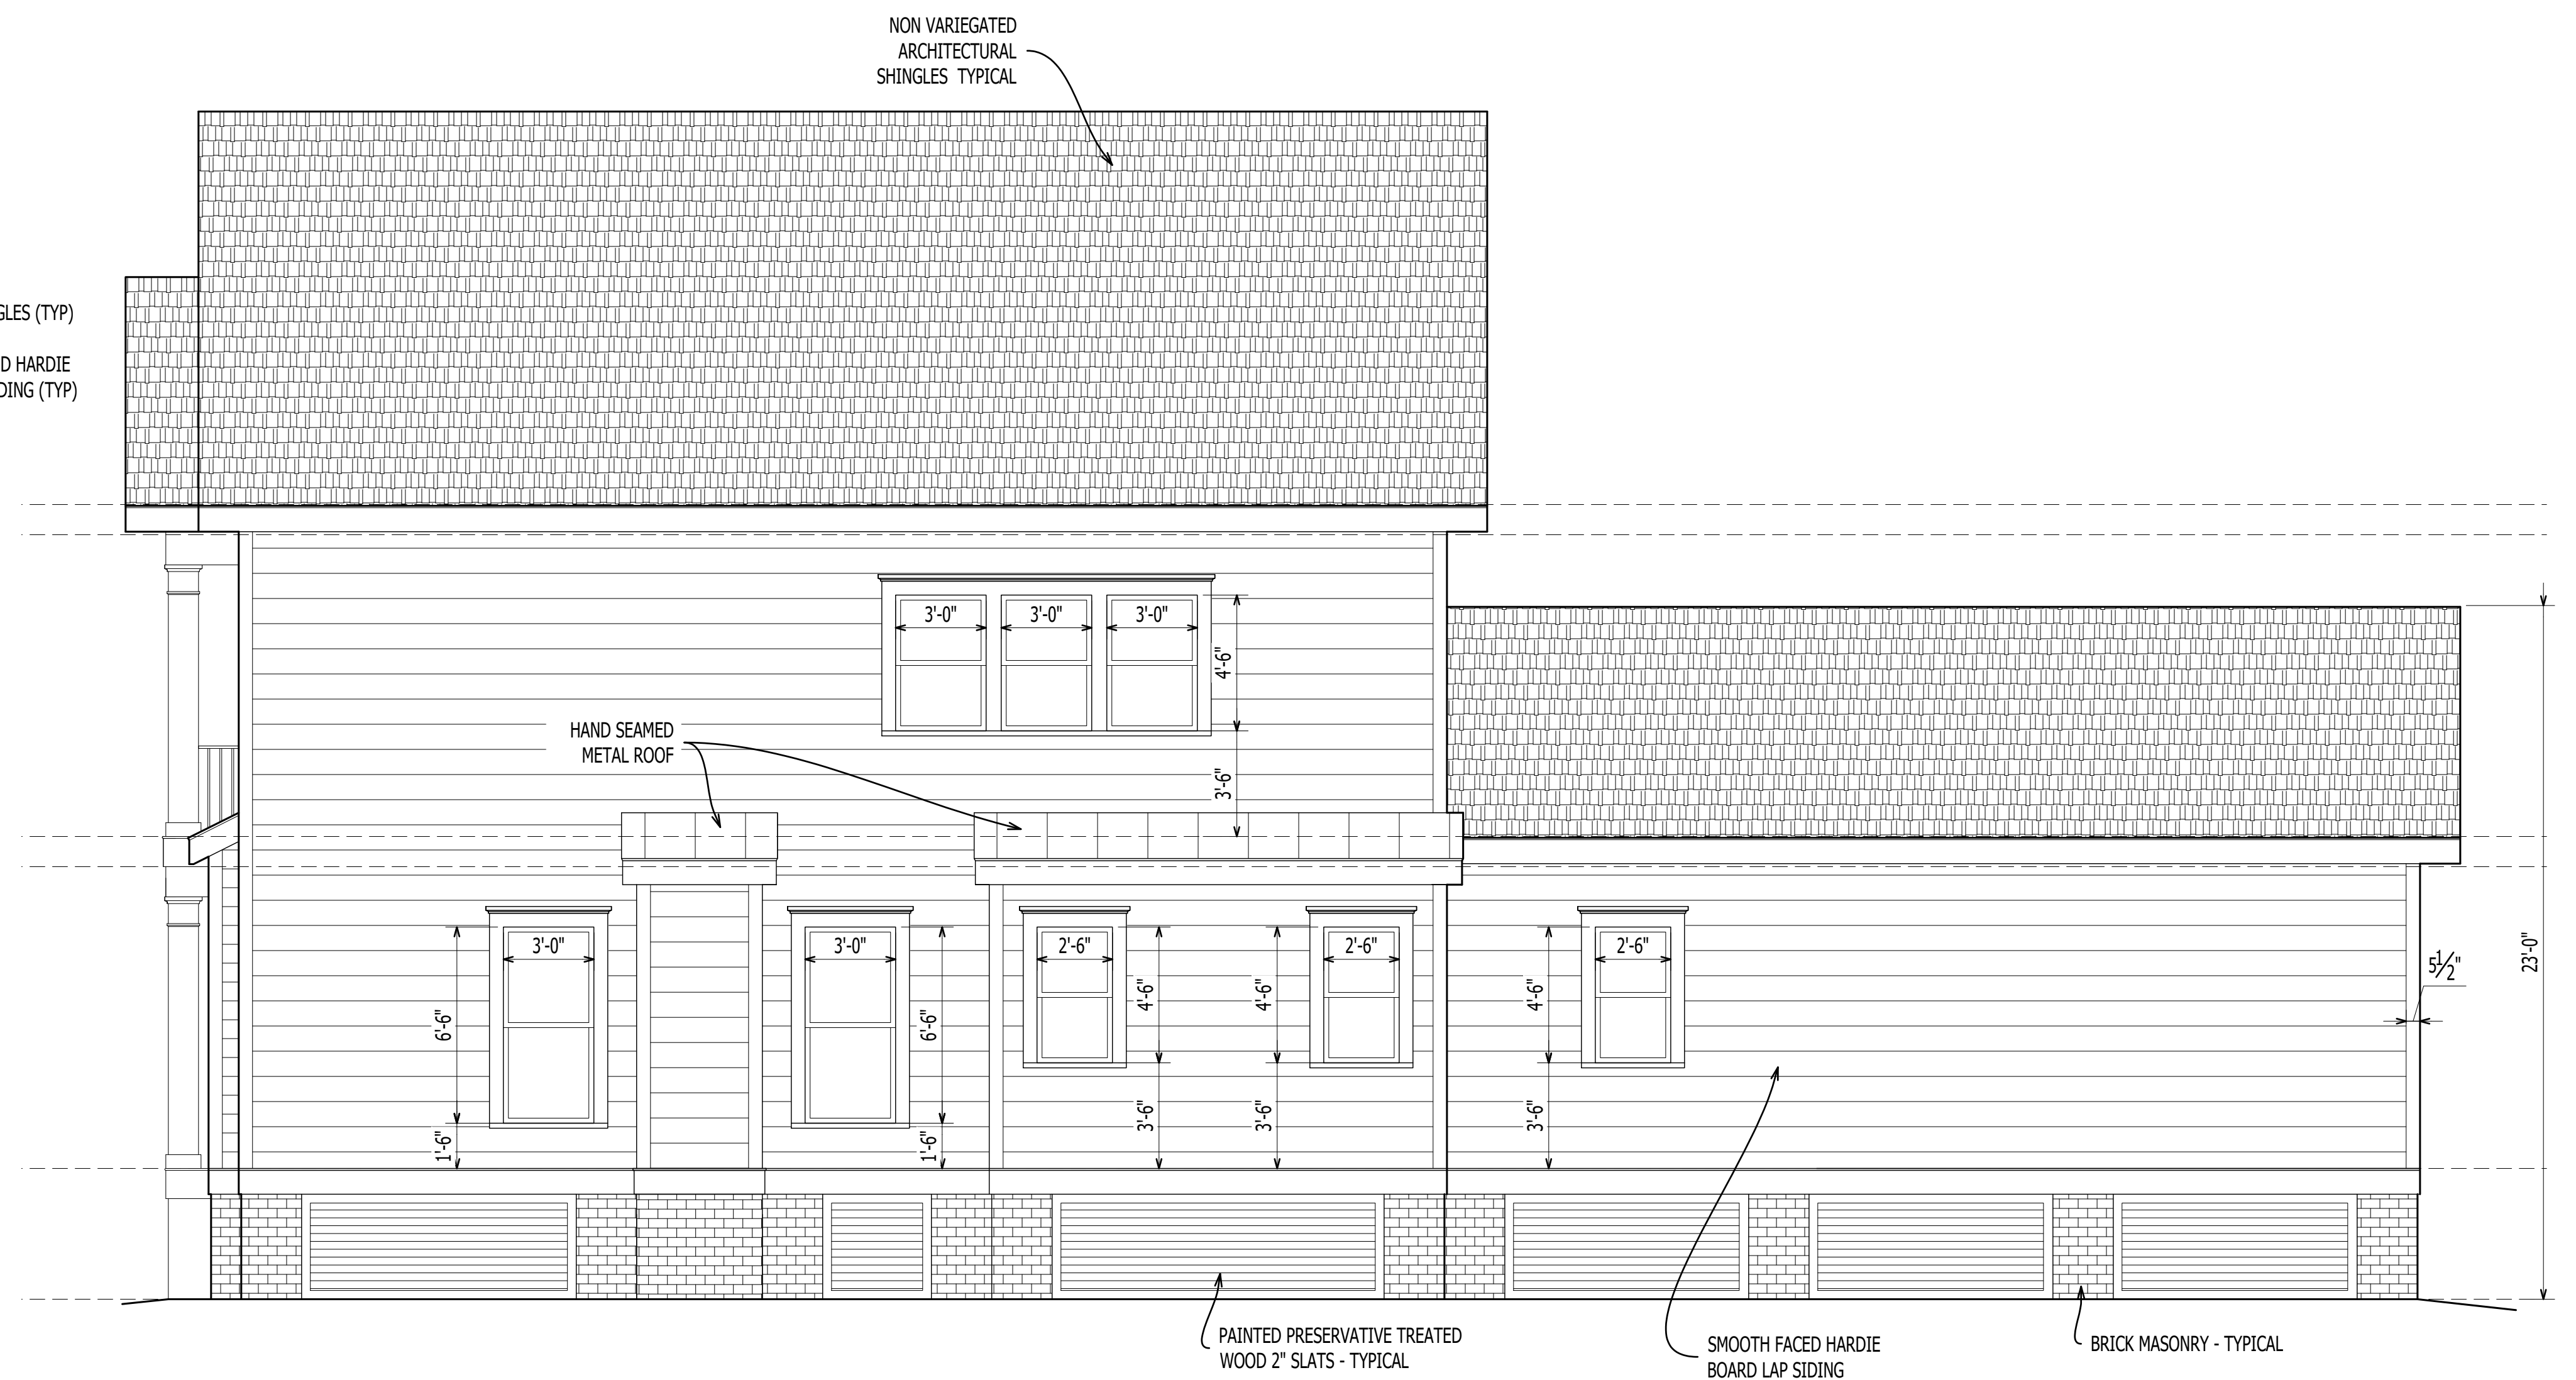 NON VARIEGATED
ARCHITECTURAL
SHINGLES TYPICAL
GLES (TYP)
D HARDIE
DING (TYP)
3'-0"
3'-0"
3'-0"
4'-6"
3'-6"
HAND SEAMED
METAL ROOF
3'-0"
6'-6"
1'-6"
3'-0"
6'-6"
1'-6"
2'-6"
4'-6"
3'-6"
2'-6"
4'-6"
3'-6"
2'-6"
4'-6"
3'-6"
5 1/2"
23'-0"
PAINTED PRESERVATIVE TREATED
WOOD 2" SLATS - TYPICAL
SMOOTH FACED HARDIE
BOARD LAP SIDING
BRICK MASONRY - TYPICAL